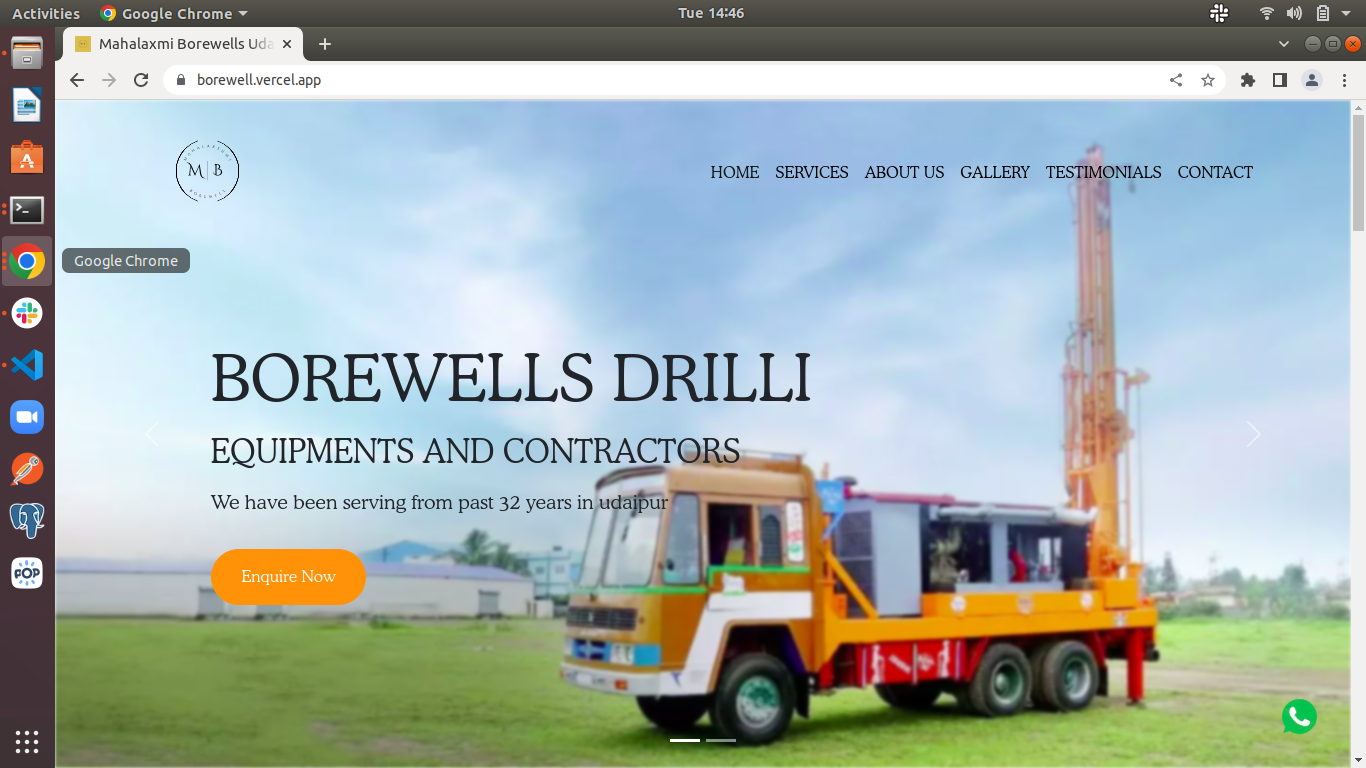 Activities
Google Chrome
Tue 14:46
Mahalaxmi Borewells Uda
borewell.vercel.app
M | B
HOME SERVICES ABOUT US GALLERY TESTIMONIALS CONTACT
Google Chrome
BOREWELLS DRILLI
EQUIPMENTS AND CONTRACTORS
We have been serving from past 32 years in udaipur
Enquire Now
POP